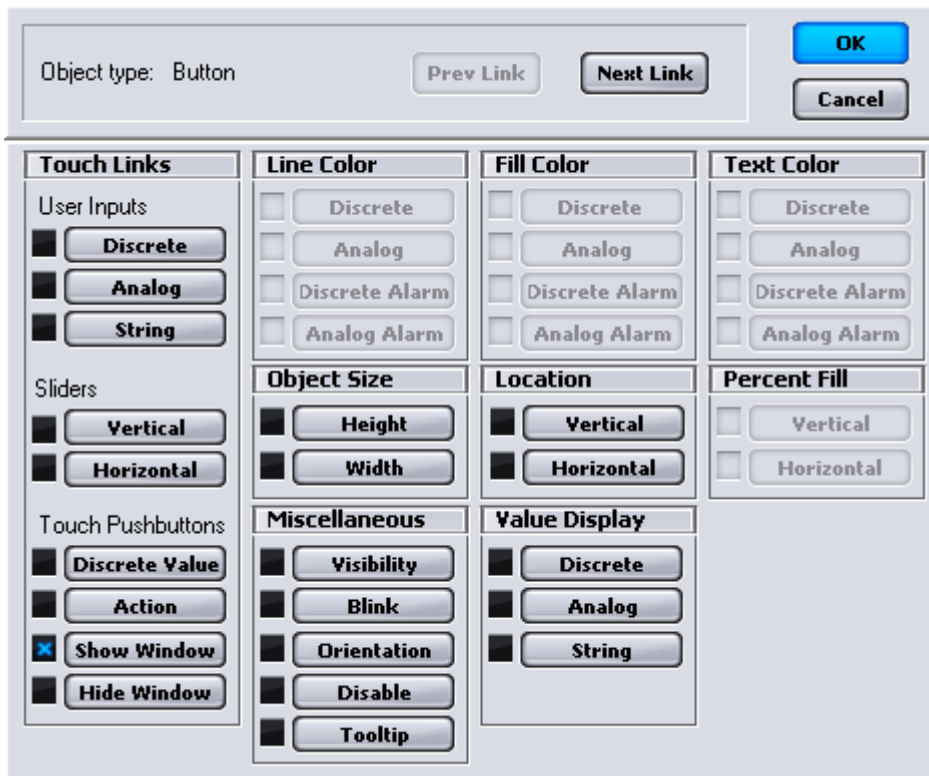 OK
Object type: Button
Prev Link
Next Link
Cancel
Touch Links
User Inputs
Discrete
Analog
String
Sliders
Vertical
Horizontal
Touch Pushbuttons
Discrete Value
Action
Show Window
Hide Window
Line Color
Discrete
Analog
Discrete Alarm
Analog Alarm
Object Size
Height
Width
Miscellaneous
Visibility
Blink
Orientation
Disable
Tooltip
Fill Color
Discrete
Analog
Discrete Alarm
Analog Alarm
Location
Vertical
Horizontal
Value Display
Discrete
Analog
String
Text Color
Discrete
Analog
Discrete Alarm
Analog Alarm
Percent Fill
Vertical
Horizontal